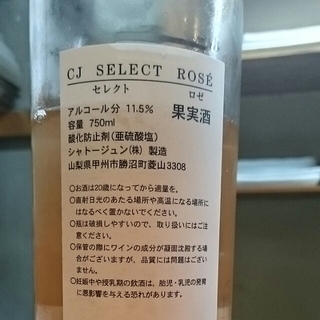 CJ SELECT ROSÉ
セレクト ロゼ
アルコール分 11.5% 果実酒
容量 750ml
酸化防止剤(亜硫酸塩)
シャトージュン(株) 製造
山梨県甲州市勝沼町菱山3308
○お酒は20歳になってから適量を。
○直射日光のあたる場所や高温になる場所に
はなるべく置かないでください。
○瓶は破損しやすいので、取り扱いにはご注
意ください。
○保管の際にワインの成分が凝固沈殿する場
合がございますが、品質には問題はござい
ません。
○妊娠中や授乳期の飲酒は、胎児・乳児の発育
に悪影響を与える恐れがあります。